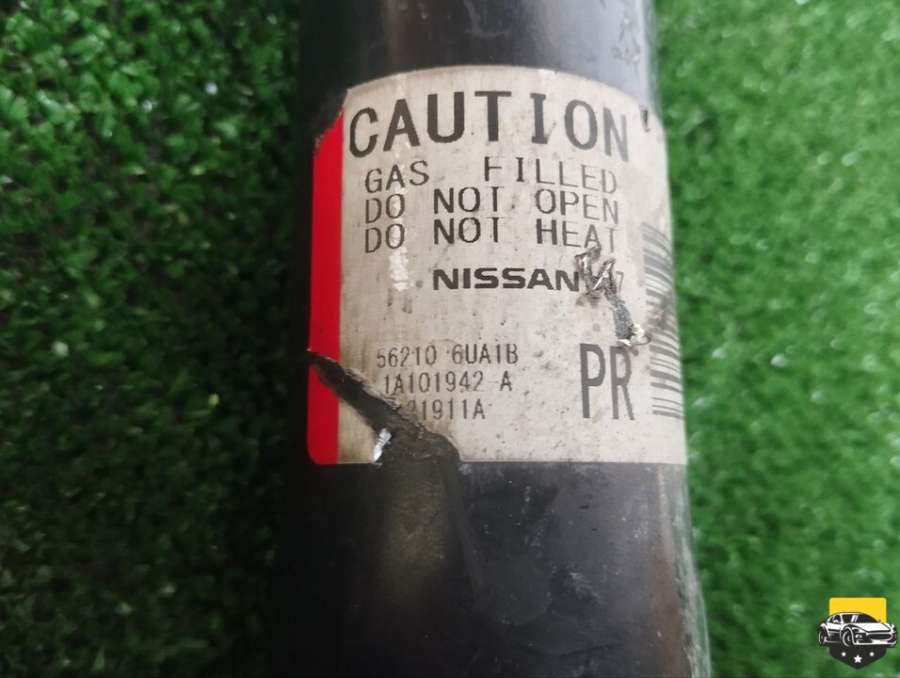 CAUTION
GAS FILLED
DO NOT OPEN
DO NOT HEAT
NISSAN
56210 6UA1B
1A101942 A
PR